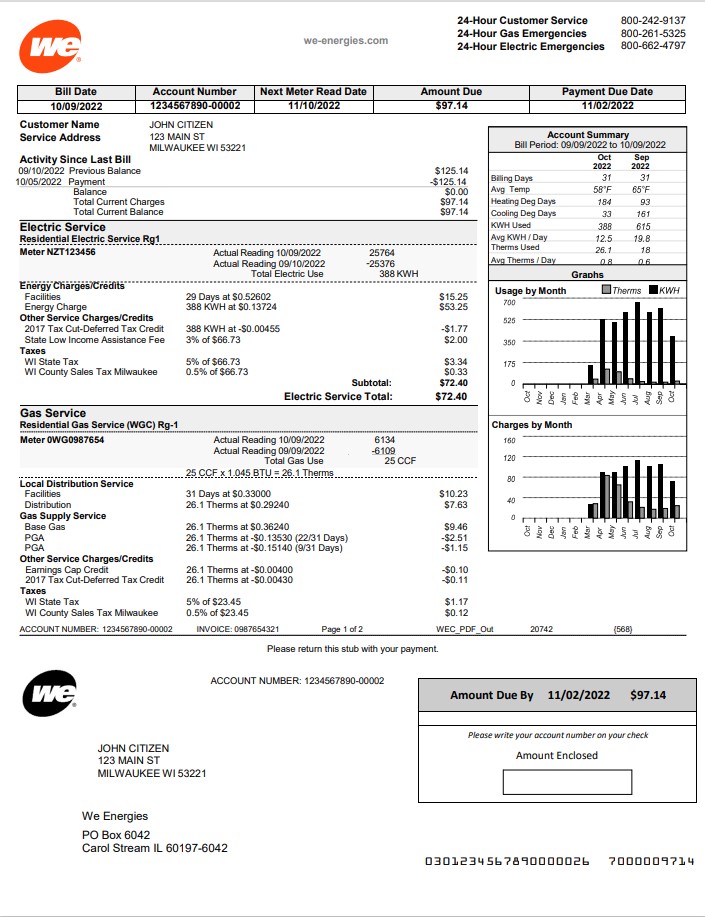 we
we-energies.com
24-Hour Customer Service 800-242-9137
24-Hour Gas Emergencies 800-261-5325
24-Hour Electric Emergencies 800-662-4797
Bill Date Account Number Next Meter Read Date Amount Due Payment Due Date
10/09/2022 1234567890-00002 11/10/2022 $97.14 11/02/2022
Customer Name JOHN CITIZEN
Service Address 123 MAIN ST
MILWAUKEE WI 53221
Activity Since Last Bill
09/10/2022 Previous Balance $125.14
10/05/2022 Payment -$125.14
Balance $0.00
Total Current Charges $97.14
Total Current Balance $97.14
Electric Service
Residential Electric Service Rg1
Meter NZT123456 Actual Reading 10/09/2022 25764
Actual Reading 09/10/2022 -25376
Total Electric Use 388 KWH
Energy Charges/Credits
Facilities 29 Days at $0.52602 $15.25
Energy Charge 388 KWH at $0.13724 $53.25
Other Service Charges/Credits
2017 Tax Cut-Deferred Tax Credit 388 KWH at -$0.00455 -$1.77
State Low Income Assistance Fee 3% of $66.73 $2.00
Taxes
WI State Tax 5% of $66.73 $3.34
WI County Sales Tax Milwaukee 0.5% of $66.73 $0.33
Subtotal: $72.40
Electric Service Total: $72.40
Gas Service
Residential Gas Service (WGC) Rg-1
Meter 0WG0987654 Actual Reading 10/09/2022 6134
Actual Reading 09/09/2022 -6109
Total Gas Use 25 CCF
25 CCF x 1.045 BTU = 26.1 Therms
Local Distribution Service
Facilities 31 Days at $0.33000 $10.23
Distribution 26.1 Therms at $0.29240 $7.63
Gas Supply Service
Base Gas 26.1 Therms at $0.36240 $9.46
PGA 26.1 Therms at -$0.13530 (22/31 Days) -$2.51
PGA 26.1 Therms at -$0.15140 (9/31 Days) -$1.15
Other Service Charges/Credits
Earnings Cap Credit 26.1 Therms at -$0.00400 -$0.10
2017 Tax Cut-Deferred Tax Credit 26.1 Therms at -$0.00430 -$0.11
Taxes
WI State Tax 5% of $23.45 $1.17
WI County Sales Tax Milwaukee 0.5% of $23.45 $0.12
Account Summary
Bill Period: 09/09/2022 to 10/09/2022
Oct Sep
2022 2022
Billing Days 31 31
Avg Temp 58°F 65°F
Heating Deg Days 184 93
Cooling Deg Days 33 161
KWH Used 388 615
Avg KWH / Day 12.5 19.8
Therms Used 26.1 18
Avg Therms / Day 0.8 0.6
Graphs
Usage by Month Therms KWH
700
525
350
175
0
Oct Nov Dec Jan Feb Mar Apr May Jun Jul Aug Sep Oct
Charges by Month
160
120
80
40
0
Oct Nov Dec Jan Feb Mar Apr May Jun Jul Aug Sep Oct
ACCOUNT NUMBER: 1234567890-00002 INVOICE: 0987654321 Page 1 of 2 WEC_PDF_Out 20742 (568)
Please return this stub with your payment.
we
ACCOUNT NUMBER: 1234567890-00002
Amount Due By 11/02/2022 $97.14
Please write your account number on your check
Amount Enclosed
JOHN CITIZEN
123 MAIN ST
MILWAUKEE WI 53221
We Energies
PO Box 6042
Carol Stream IL 60197-6042
0301234567890000026 7000009714